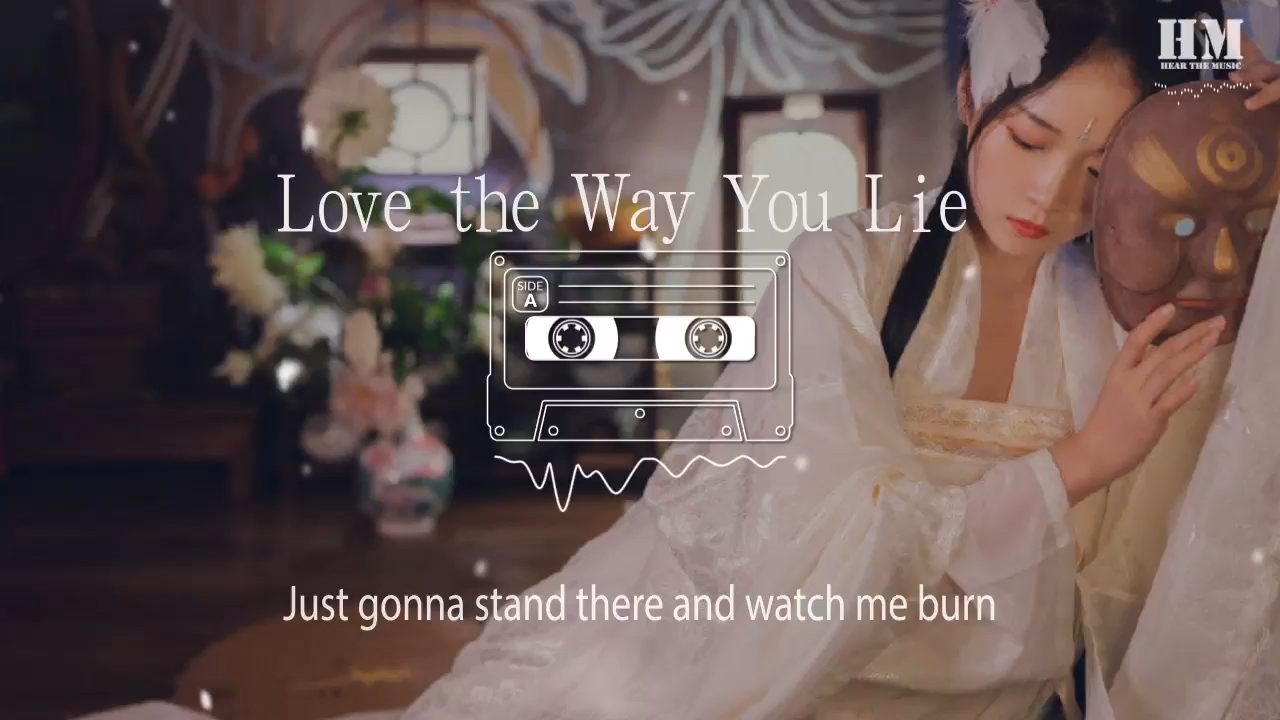 HM
HEAR THE MUSIC
Love the Way You Lie
SIDE
A
Just gonna stand there and watch me burn